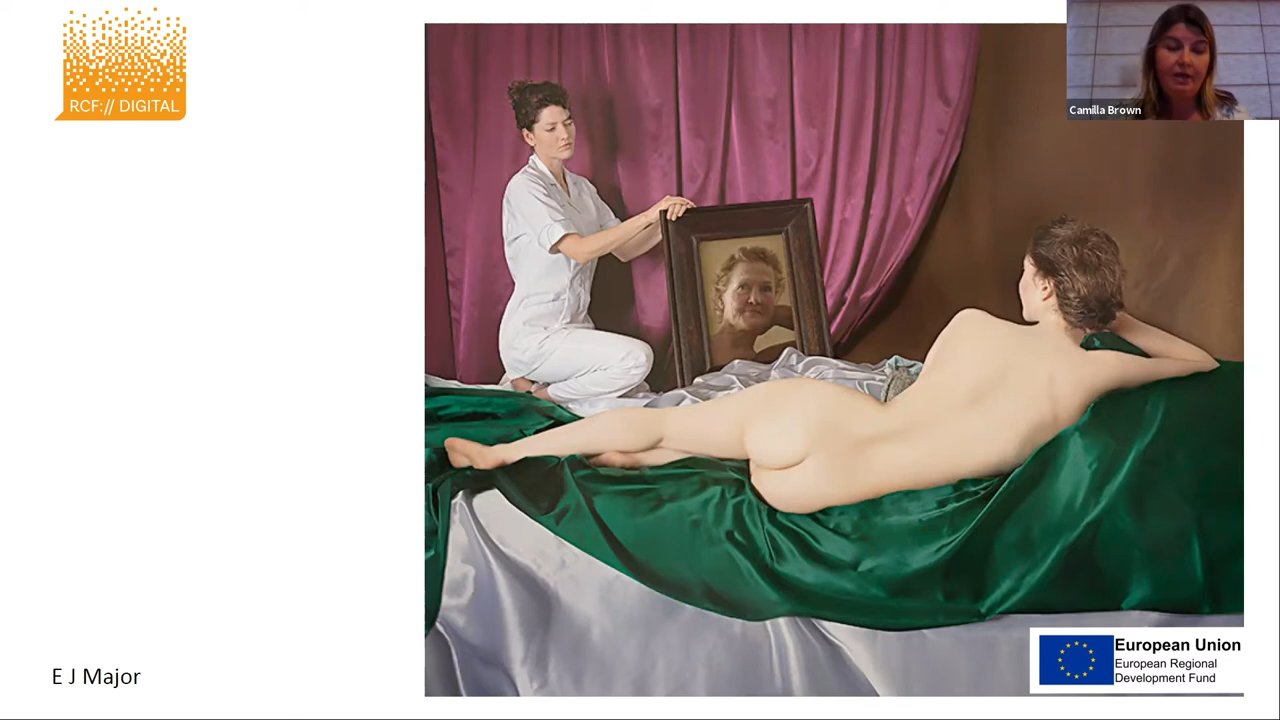 RCF:// DIGITAL
Camilla Brown
European Union
European Regional
Development Fund
E J Major